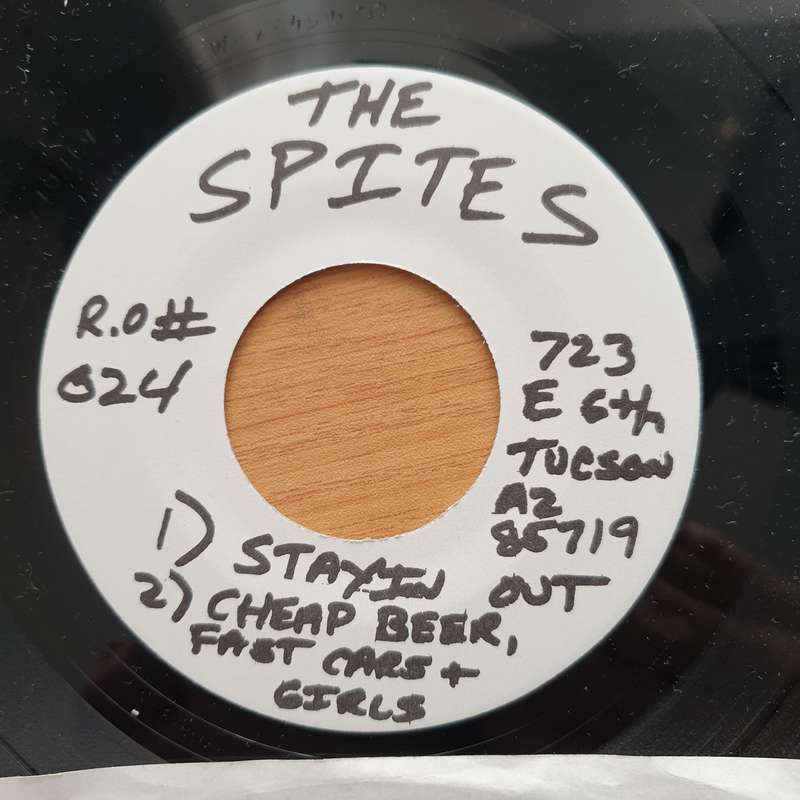 THE
SPITES
R.O#
024
723
E 6th
TUCSON
AZ
85719
1) STAYIN OUT
2) CHEAP BEER,
FAST CARS +
GIRLS